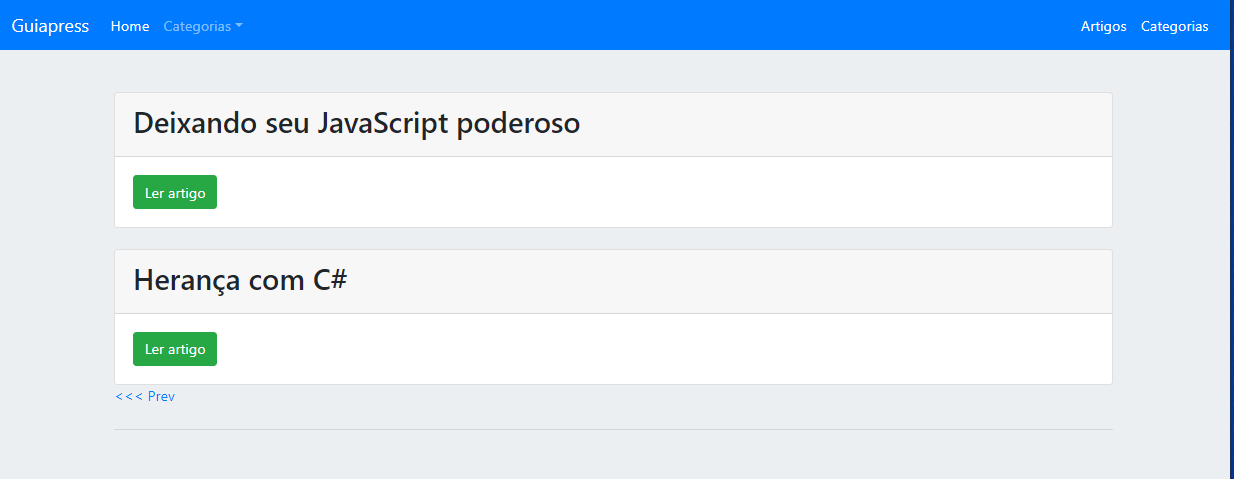 Guiapress Home Categorias Artigos Categorias
Deixando seu JavaScript poderoso
Ler artigo
Herança com C#
Ler artigo
<<< Prev